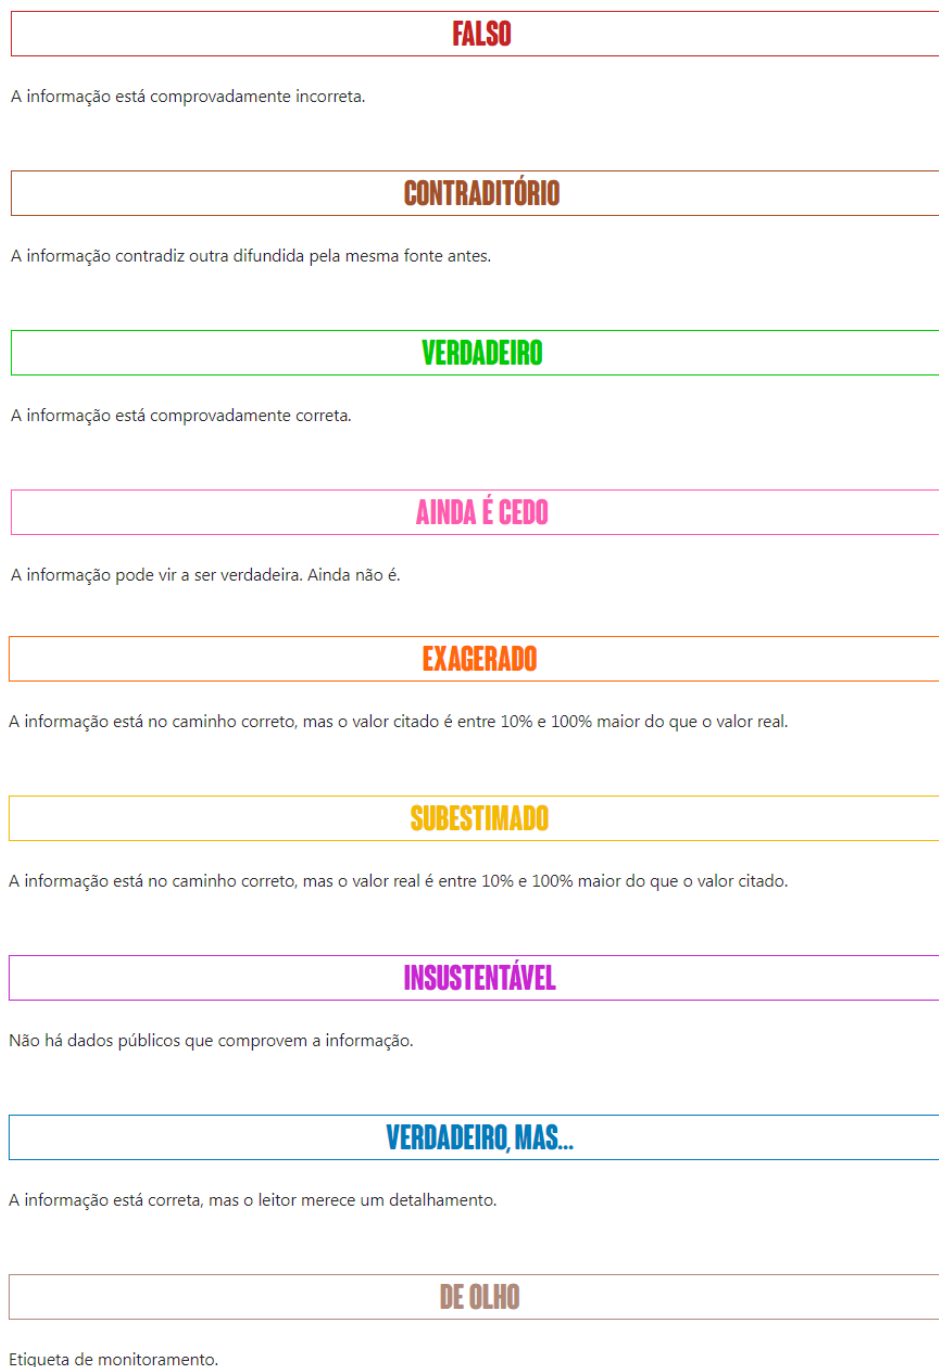 FALSO
A informação está comprovadamente incorreta.
CONTRADITÓRIO
A informação contradiz outra difundida pela mesma fonte antes.
VERDADEIRO
A informação está comprovadamente correta.
AINDA É CEDO
A informação pode vir a ser verdadeira. Ainda não é.
EXAGERADO
A informação está no caminho correto, mas o valor citado é entre 10% e 100% maior do que o valor real.
SUBESTIMADO
A informação está no caminho correto, mas o valor real é entre 10% e 100% maior do que o valor citado.
INSUSTENTÁVEL
Não há dados públicos que comprovem a informação.
VERDADEIRO, MAS...
A informação está correta, mas o leitor merece um detalhamento.
DE OLHO
Etiqueta de monitoramento.